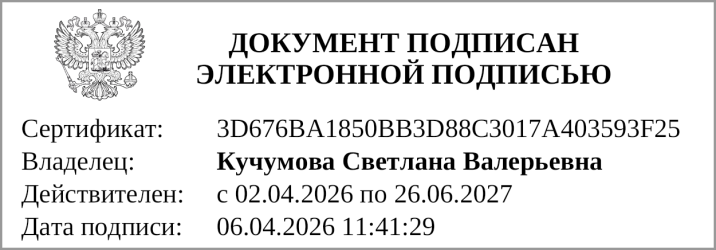 ДОКУМЕНТ ПОДПИСАН
ЭЛЕКТРОННОЙ ПОДПИСЬЮ
Сертификат: 3D676BA1850BB3D88C3017A403593F25
Владелец: Кучумова Светлана Валерьевна
Действителен: с 02.04.2026 по 26.06.2027
Дата подписи: 06.04.2026 11:41:29